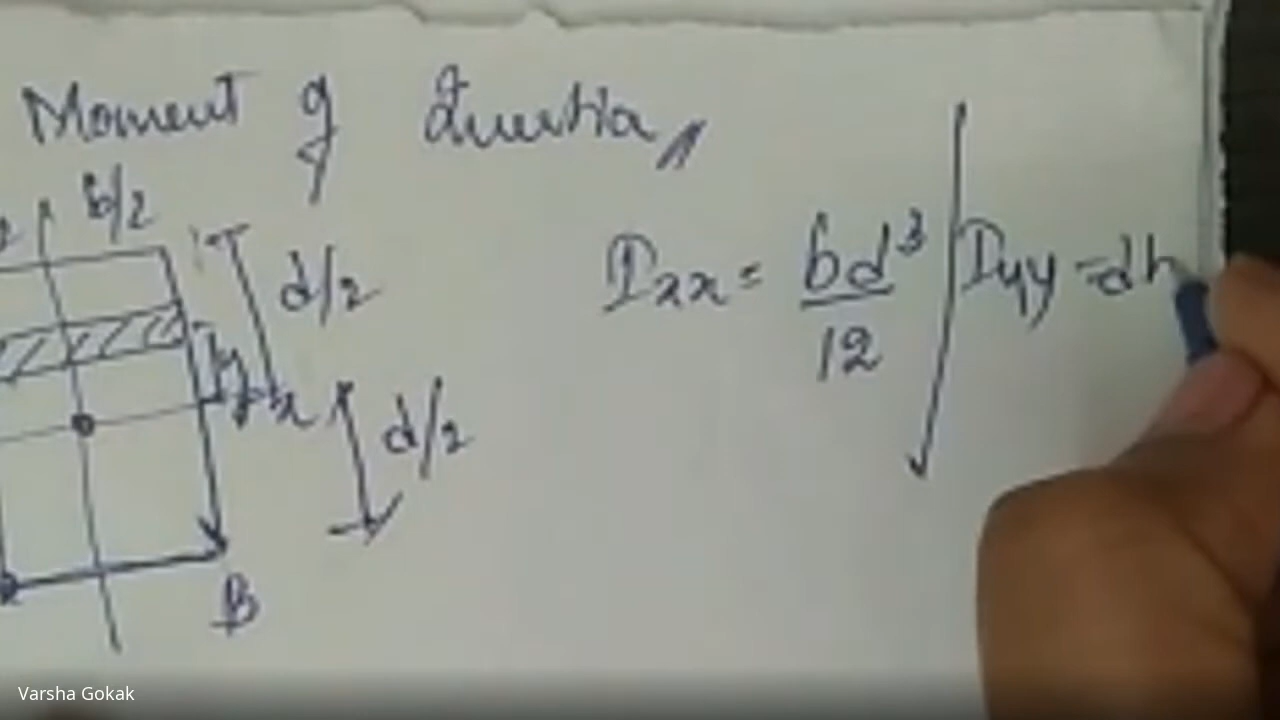 Moment of Inertia
b/2
d/2
Ixx = bd³/12
Iyy = db
y
x
d/2
B
Varsha Gokak